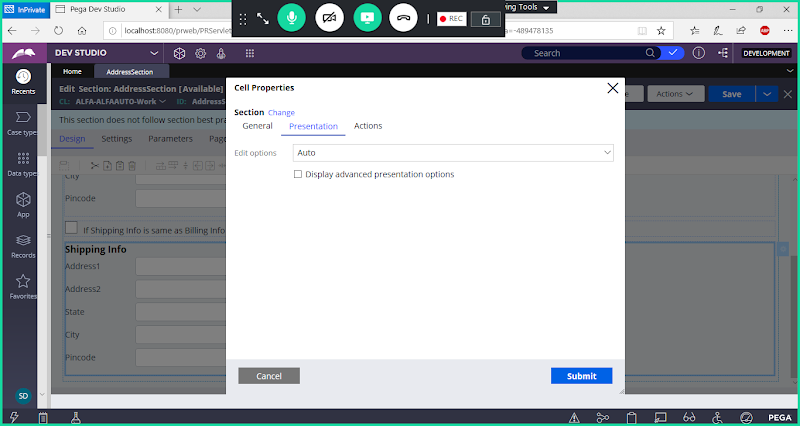 InPrivate
Pega Dev Studio
ing Tools
localhost:8080/prweb/PRServlet
=-489478135
REC
ABP
DEV STUDIO
Search
DEVELOPMENT
Recents
Home
AddressSection
Edit Section: AddressSection [Available]
CL: ALFA-ALFAAUTO-Work
ID: AddressS
Actions
Save
This section does not follow section best pra
Design
Settings
Parameters
Page
Case types
Data types
App
Records
Favorites
SD
City
Pincode
If Shipping Info is same as Billing Info
Shipping Info
Address1
Address2
State
City
Pincode
Cell Properties
Section Change
General
Presentation
Actions
Edit options
Auto
Display advanced presentation options
Cancel
Submit
PEGA